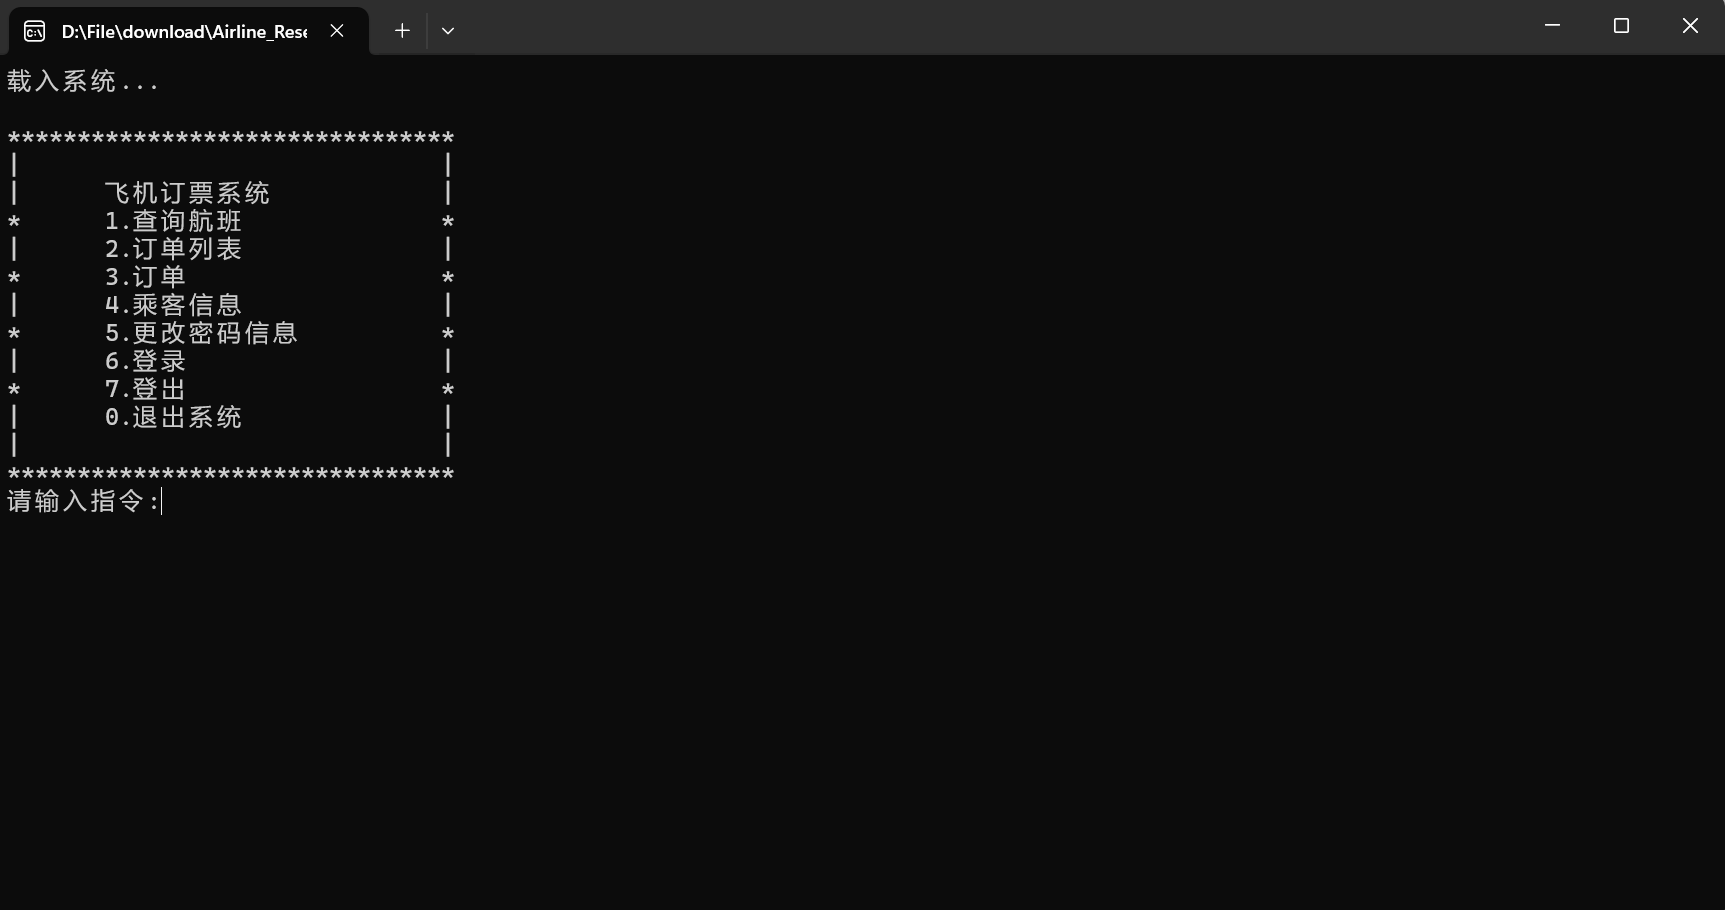 D:\File\download\Airline_Rese
载入系统...
********************************
|                              |
|      飞机订票系统            |
*      1.查询航班              *
|      2.订单列表              |
*      3.订单                  *
|      4.乘客信息              |
*      5.更改密码信息          *
|      6.登录                  |
*      7.登出                  *
|      0.退出系统              |
|                              |
********************************
请输入指令: